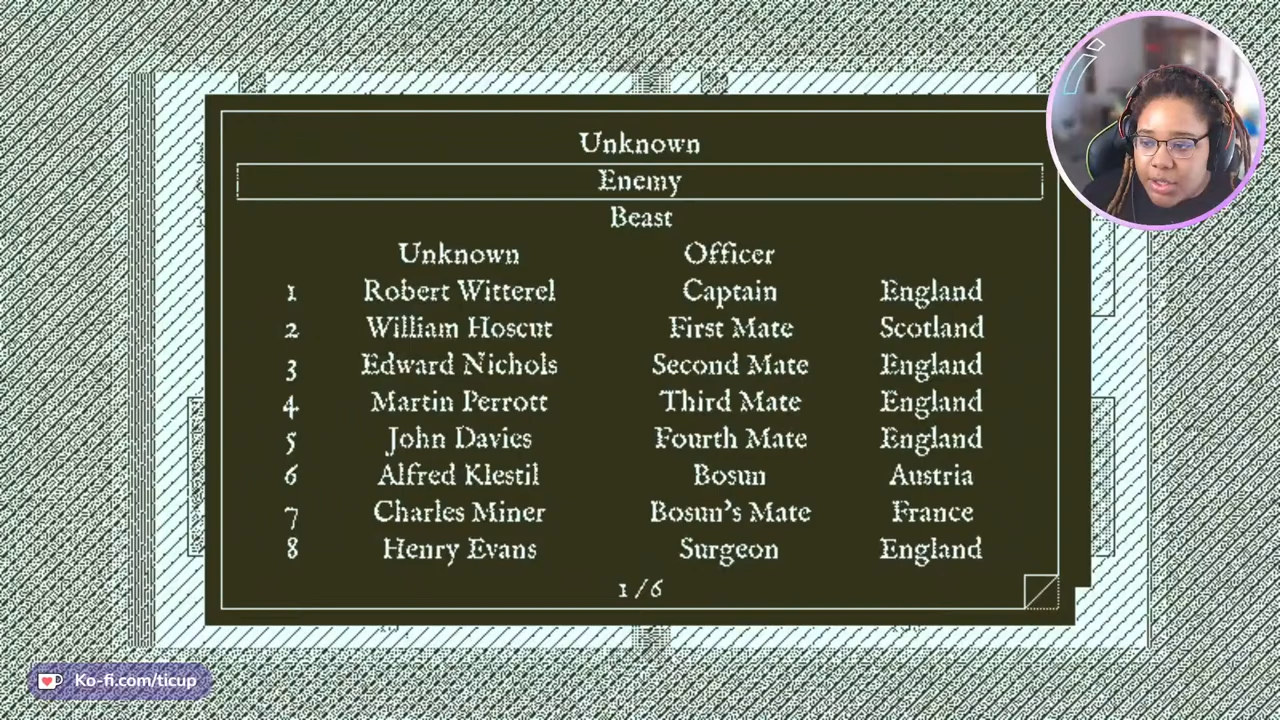 Unknown
Enemy
Beast
Unknown Officer
1 Robert Witterel Captain England
2 William Hoscut First Mate Scotland
3 Edward Nichols Second Mate England
4 Martin Perrott Third Mate England
5 John Davies Fourth Mate England
6 Alfred Klestil Bosun Austria
7 Charles Miner Bosun's Mate France
8 Henry Evans Surgeon England
1/6
Ko-fi.com/ticup